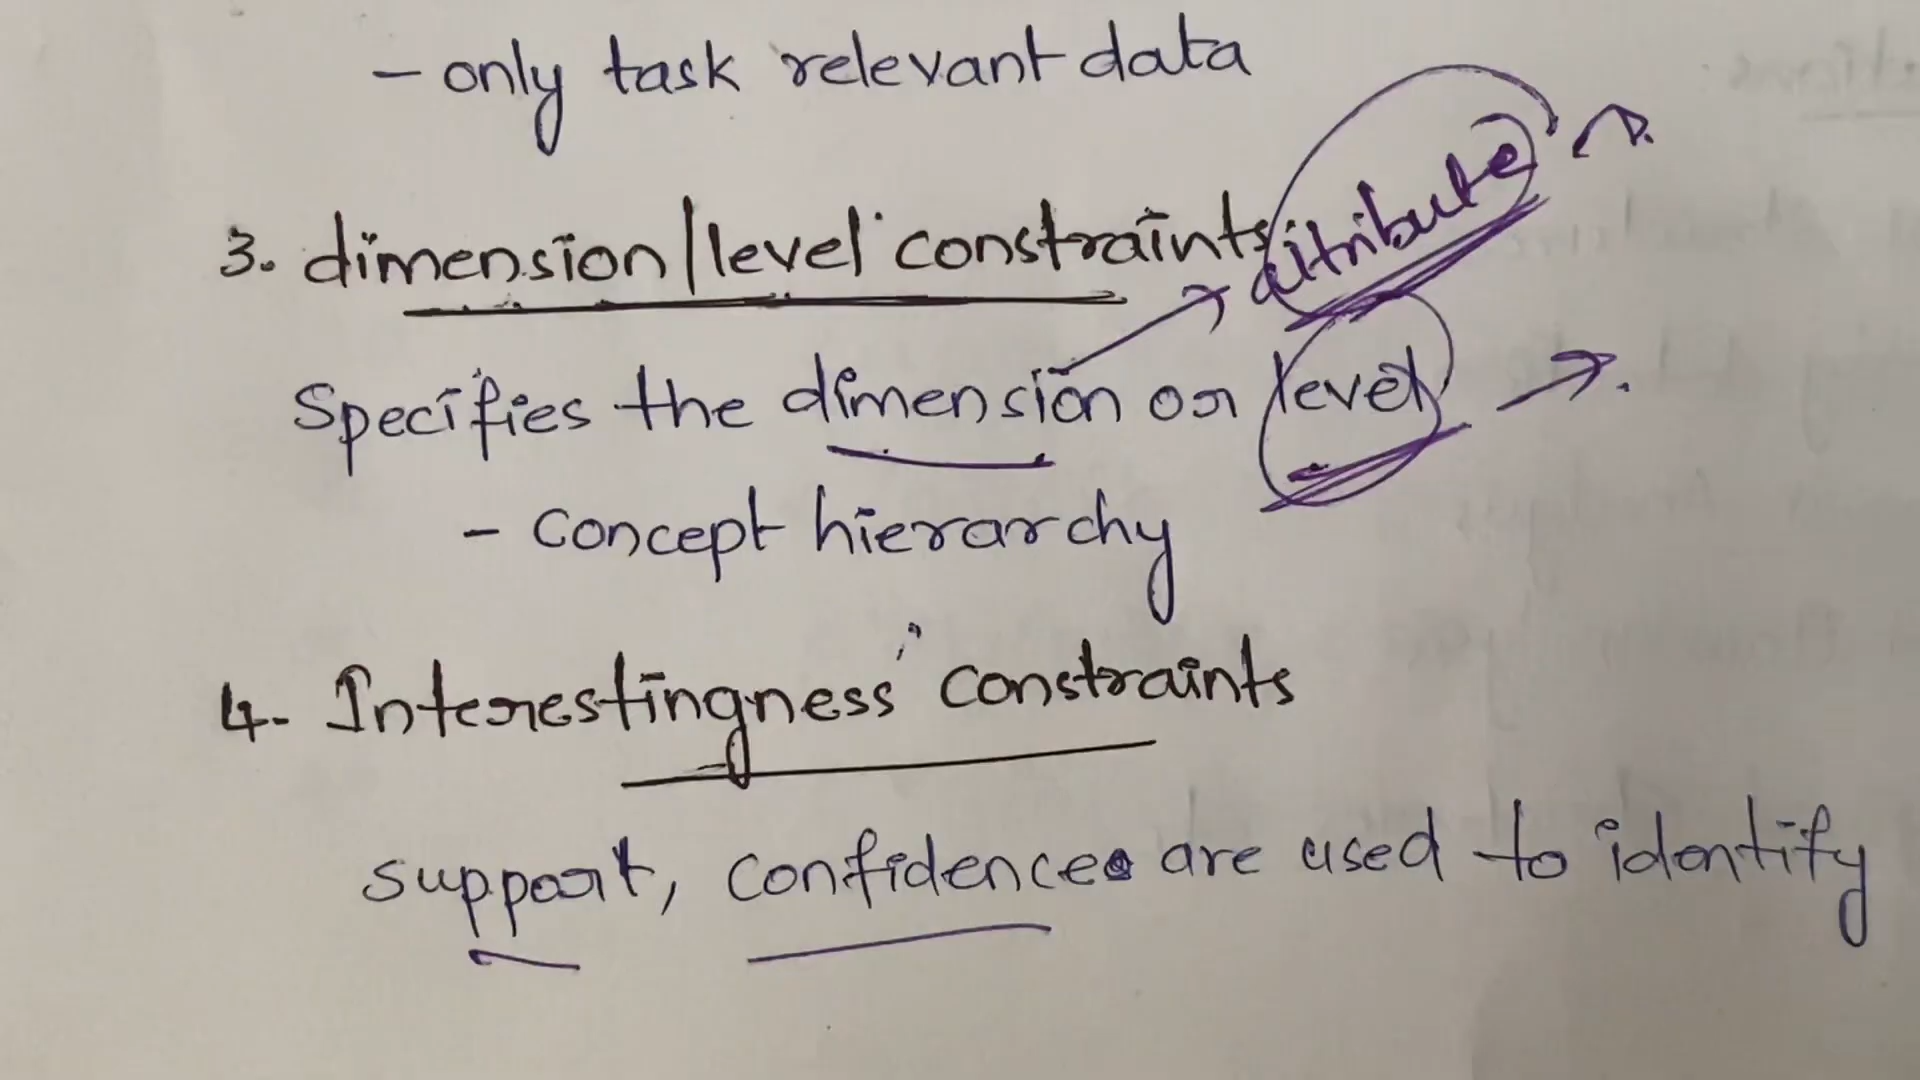 - only task relevant data
3. dimension/level constraints
attribute
Specifies the dimension or level
- Concept hierarchy
4. Interestingness constraints
support, confidence are used to identify